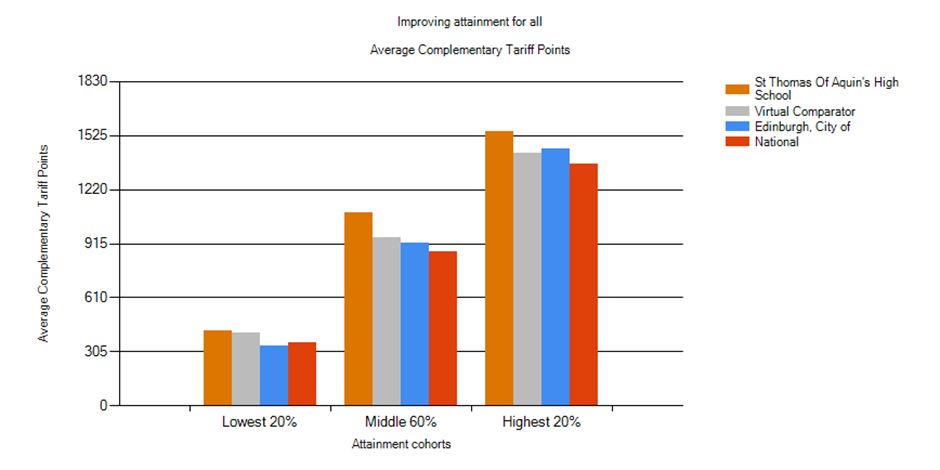 Improving attainment for all
Average Complementary Tariff Points
Average Complementary Tariff Points
1830
1525
1220
915
610
305
0
Lowest 20%
Middle 60%
Highest 20%
Attainment cohorts
St Thomas Of Aquin's High
School
Virtual Comparator
Edinburgh, City of
National